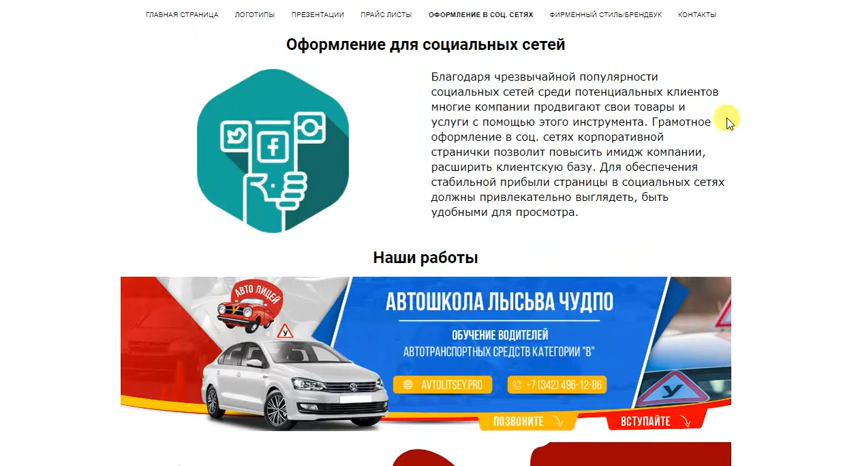 ГЛАВНАЯ СТРАНИЦА ЛОГОТИПЫ ПРЕЗЕНТАЦИИ ПРАЙС ЛИСТЫ ОФОРМЛЕНИЕ В СОЦ. СЕТЯХ ФИРМЕННЫЙ СТИЛЬ/БРЕНДБУК КОНТАКТЫ
Оформление для социальных сетей
Благодаря чрезвычайной популярности
социальных сетей среди потенциальных клиентов
многие компании продвигают свои товары и
услуги с помощью этого инструмента. Грамотное
оформление в соц. сетях корпоративной
странички позволит повысить имидж компании,
расширить клиентскую базу. Для обеспечения
стабильной прибыли страницы в социальных сетях
должны привлекательно выглядеть, быть
удобными для просмотра.
Наши работы
АВТО ЛИЦЕЙ
АВТОШКОЛА ЛЫСЬВА ЧУДПО
ОБУЧЕНИЕ ВОДИТЕЛЕЙ
АВТОТРАНСПОРТНЫХ СРЕДСТВ КАТЕГОРИИ "B"
AVTOLITSEY.PRO +7 (342) 496-12-86
ПОЗВОНИТЕ ВСТУПАЙТЕ
У
У